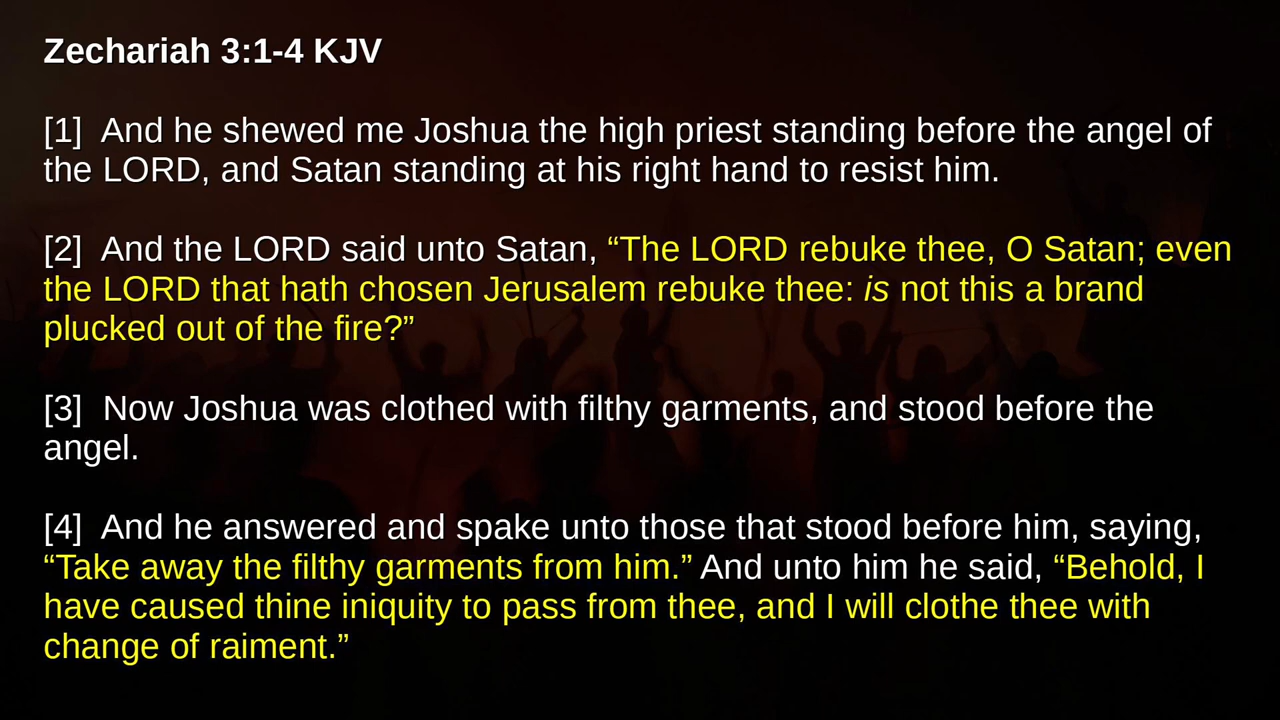 Zechariah 3:1-4 KJV
[1]  And he shewed me Joshua the high priest standing before the angel of
the LORD, and Satan standing at his right hand to resist him.
[2]  And the LORD said unto Satan, “The LORD rebuke thee, O Satan; even
the LORD that hath chosen Jerusalem rebuke thee: is not this a brand
plucked out of the fire?”
[3]  Now Joshua was clothed with filthy garments, and stood before the
angel.
[4]  And he answered and spake unto those that stood before him, saying,
“Take away the filthy garments from him.” And unto him he said, “Behold, I
have caused thine iniquity to pass from thee, and I will clothe thee with
change of raiment.”